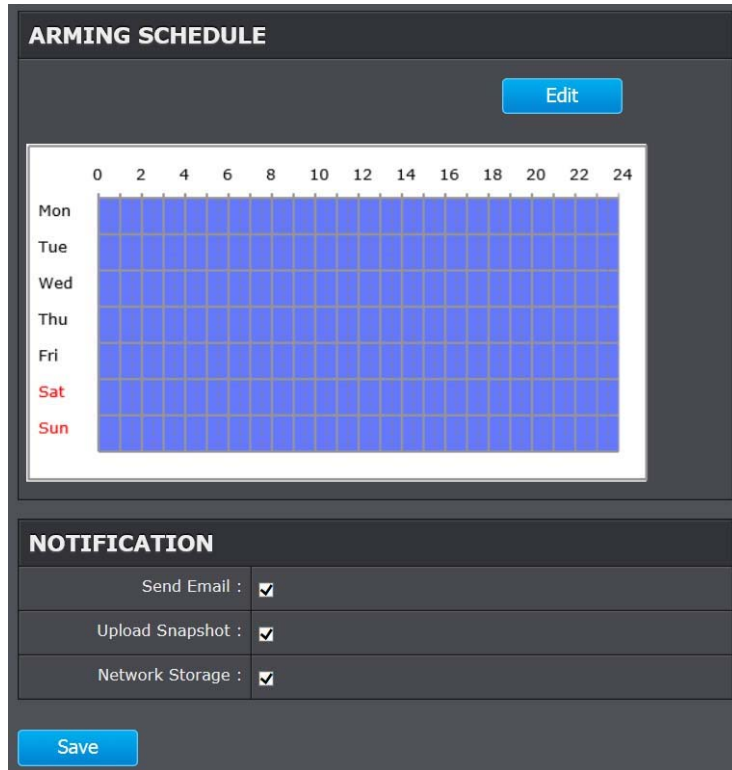 ARMING SCHEDULE
Edit
0 2 4 6 8 10 12 14 16 18 20 22 24
Mon
Tue
Wed
Thu
Fri
Sat
Sun
NOTIFICATION
Send Email :
Upload Snapshot :
Network Storage :
Save